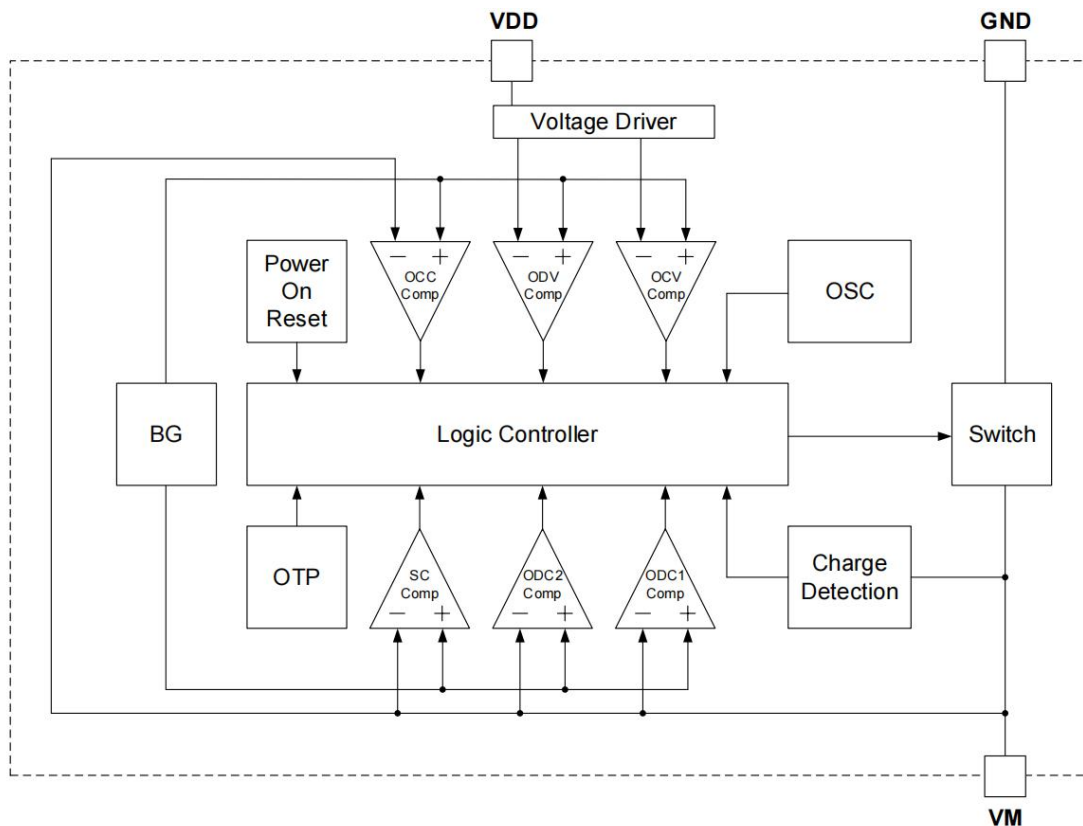 VDD
GND
Voltage Driver
Power
On
Reset
− +
OCC
Comp
− +
ODV
Comp
− +
OCV
Comp
OSC
BG
Logic Controller
Switch
OTP
SC
Comp
− +
ODC2
Comp
− +
ODC1
Comp
− +
Charge
Detection
VM